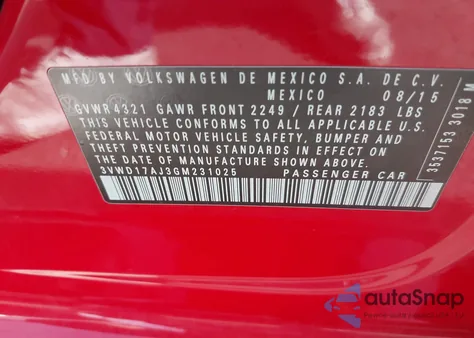 MFD. BY VOLKSWAGEN DE MEXICO S.A. DE C.V.
MEXICO 08/15
GVWR 4321 GAWR FRONT 2249 / REAR 2183 LBS
THIS VEHICLE CONFORMS TO ALL APPLICABLE U.S.
FEDERAL MOTOR VEHICLE SAFETY, BUMPER AND
THEFT PREVENTION STANDARDS IN EFFECT ON THE
DATE OF MANUFACTURE SHOWN ABOVE.
3VWD17AJ3GM231025 PASSENGER CAR
3537153 3018 M
autoSnap